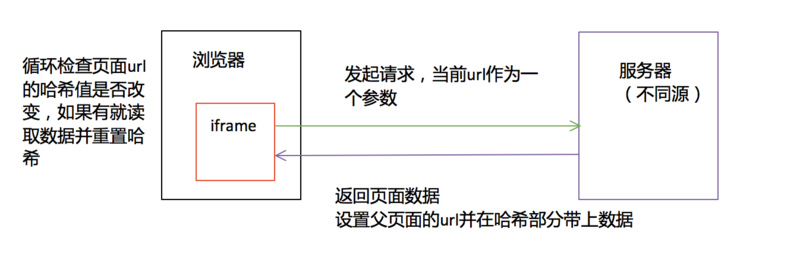 循环检查页面url
的哈希值是否改
变，如果有就读
取数据并重置哈
希
浏览器
iframe
发起请求，当前url作为一
个参数
服务器
（不同源）
返回页面数据
设置父页面的url并在哈希部分带上数据